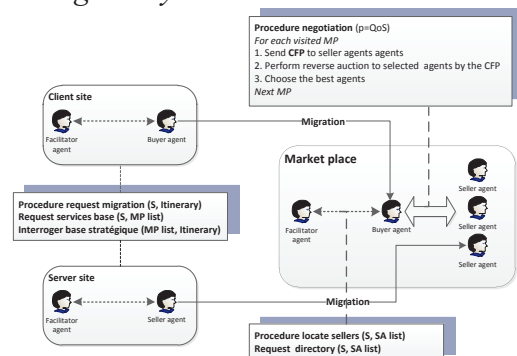 Procedure negotiation (p=QoS)
For each visited MP
1. Send CFP to seller agents agents
2. Perform reverse auction to selected agents by the CFP
3. Choose the best agents
Next MP
Client site
Facilitator
agent
Buyer agent
Migration
Market place
Seller agent
Seller agent
Seller agent
Facilitator
agent
Buyer agent
Procedure request migration (S, Itinerary)
Request services base (S, MP list)
Interroger base stratégique (MP list, Itinerary)
Server site
Facilitator
agent
Seller agent
Migration
Procedure locate sellers (S, SA list)
Request directory (S, SA list)